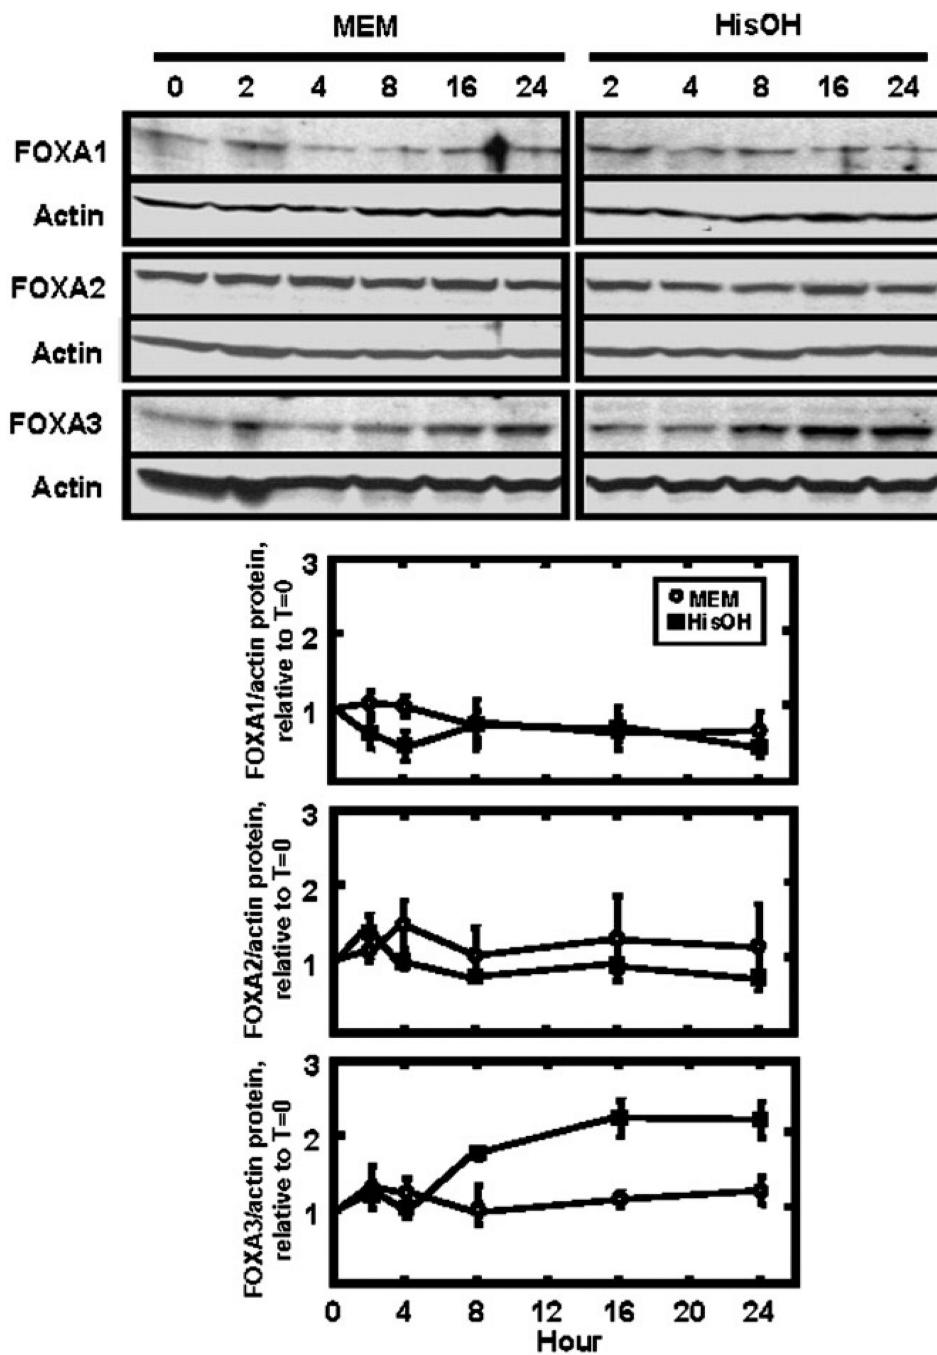 MEM HisOH
0 2 4 8 16 24 2 4 8 16 24
FOXA1
Actin
FOXA2
Actin
FOXA3
Actin
FOXA1/actin protein,
relative to T=0
3
2
1
MEM
HisOH
FOXA2/actin protein,
relative to T=0
3
2
1
FOXA3/actin protein,
relative to T=0
3
2
1
0 4 8 12 16 20 24
Hour